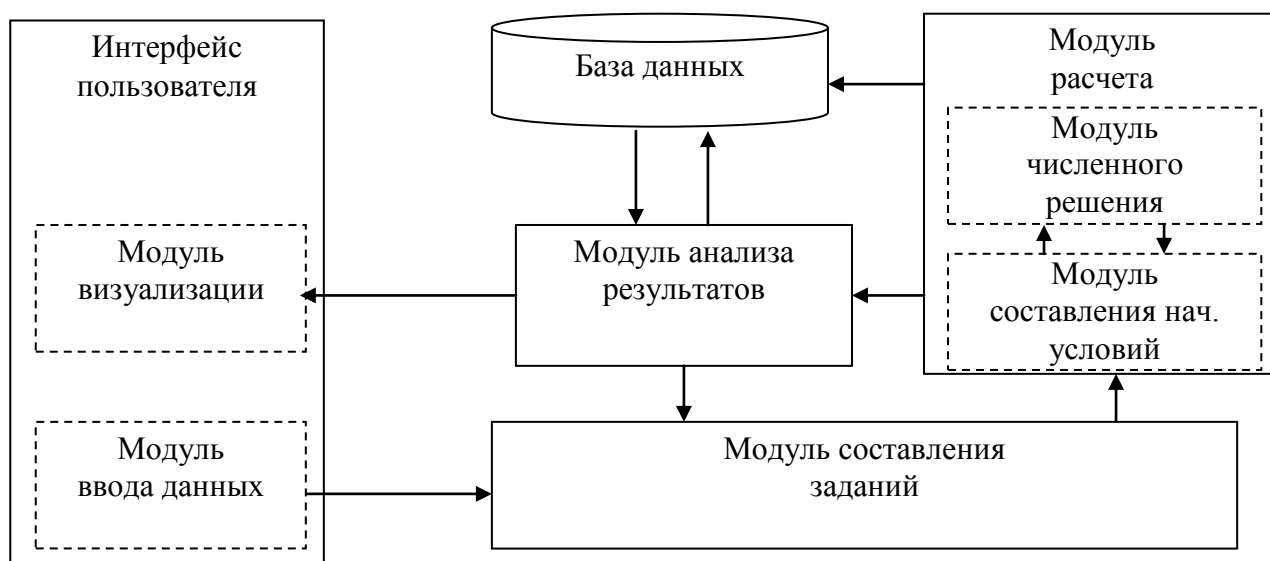 Интерфейс
пользователя
База данных
Модуль
расчета
Модуль
численного
решения
Модуль
визуализации
Модуль анализа
результатов
Модуль
составления нач.
условий
Модуль
ввода данных
Модуль составления
заданий